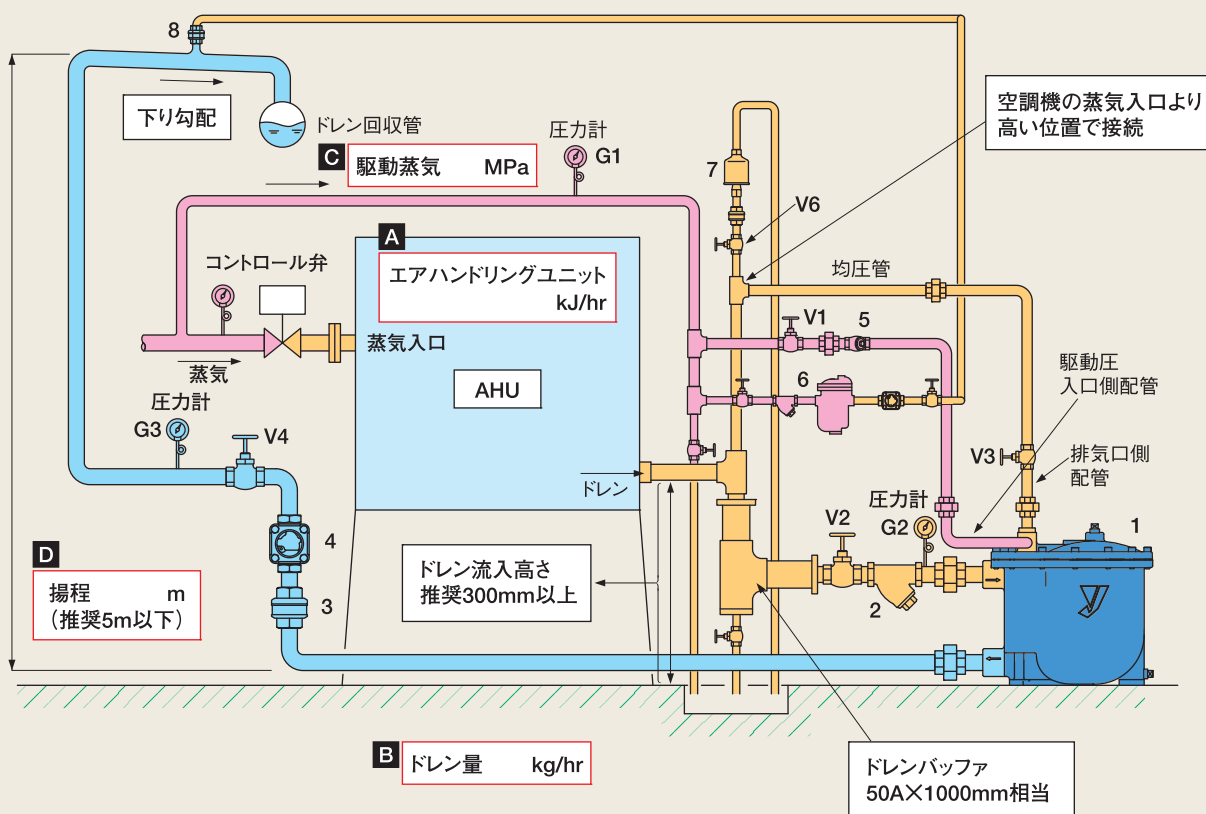 8
下り勾配
ドレン回収管
C
駆動蒸気 MPa
圧力計
G1
空調機の蒸気入口より
高い位置で接続
7
V6
A
エアハンドリングユニット
kJ/hr
コントロール弁
均圧管
蒸気入口
蒸気
V1
5
AHU
6
駆動圧
入口側配管
圧力計
G3
V4
V3
排気口側
配管
ドレン
圧力計
G2
V2
1
4
D
揚程 m
(推奨5m以下)
3
ドレン流入高さ
推奨300mm以上
2
B
ドレン量 kg/hr
ドレンバッファ
50A×1000mm相当